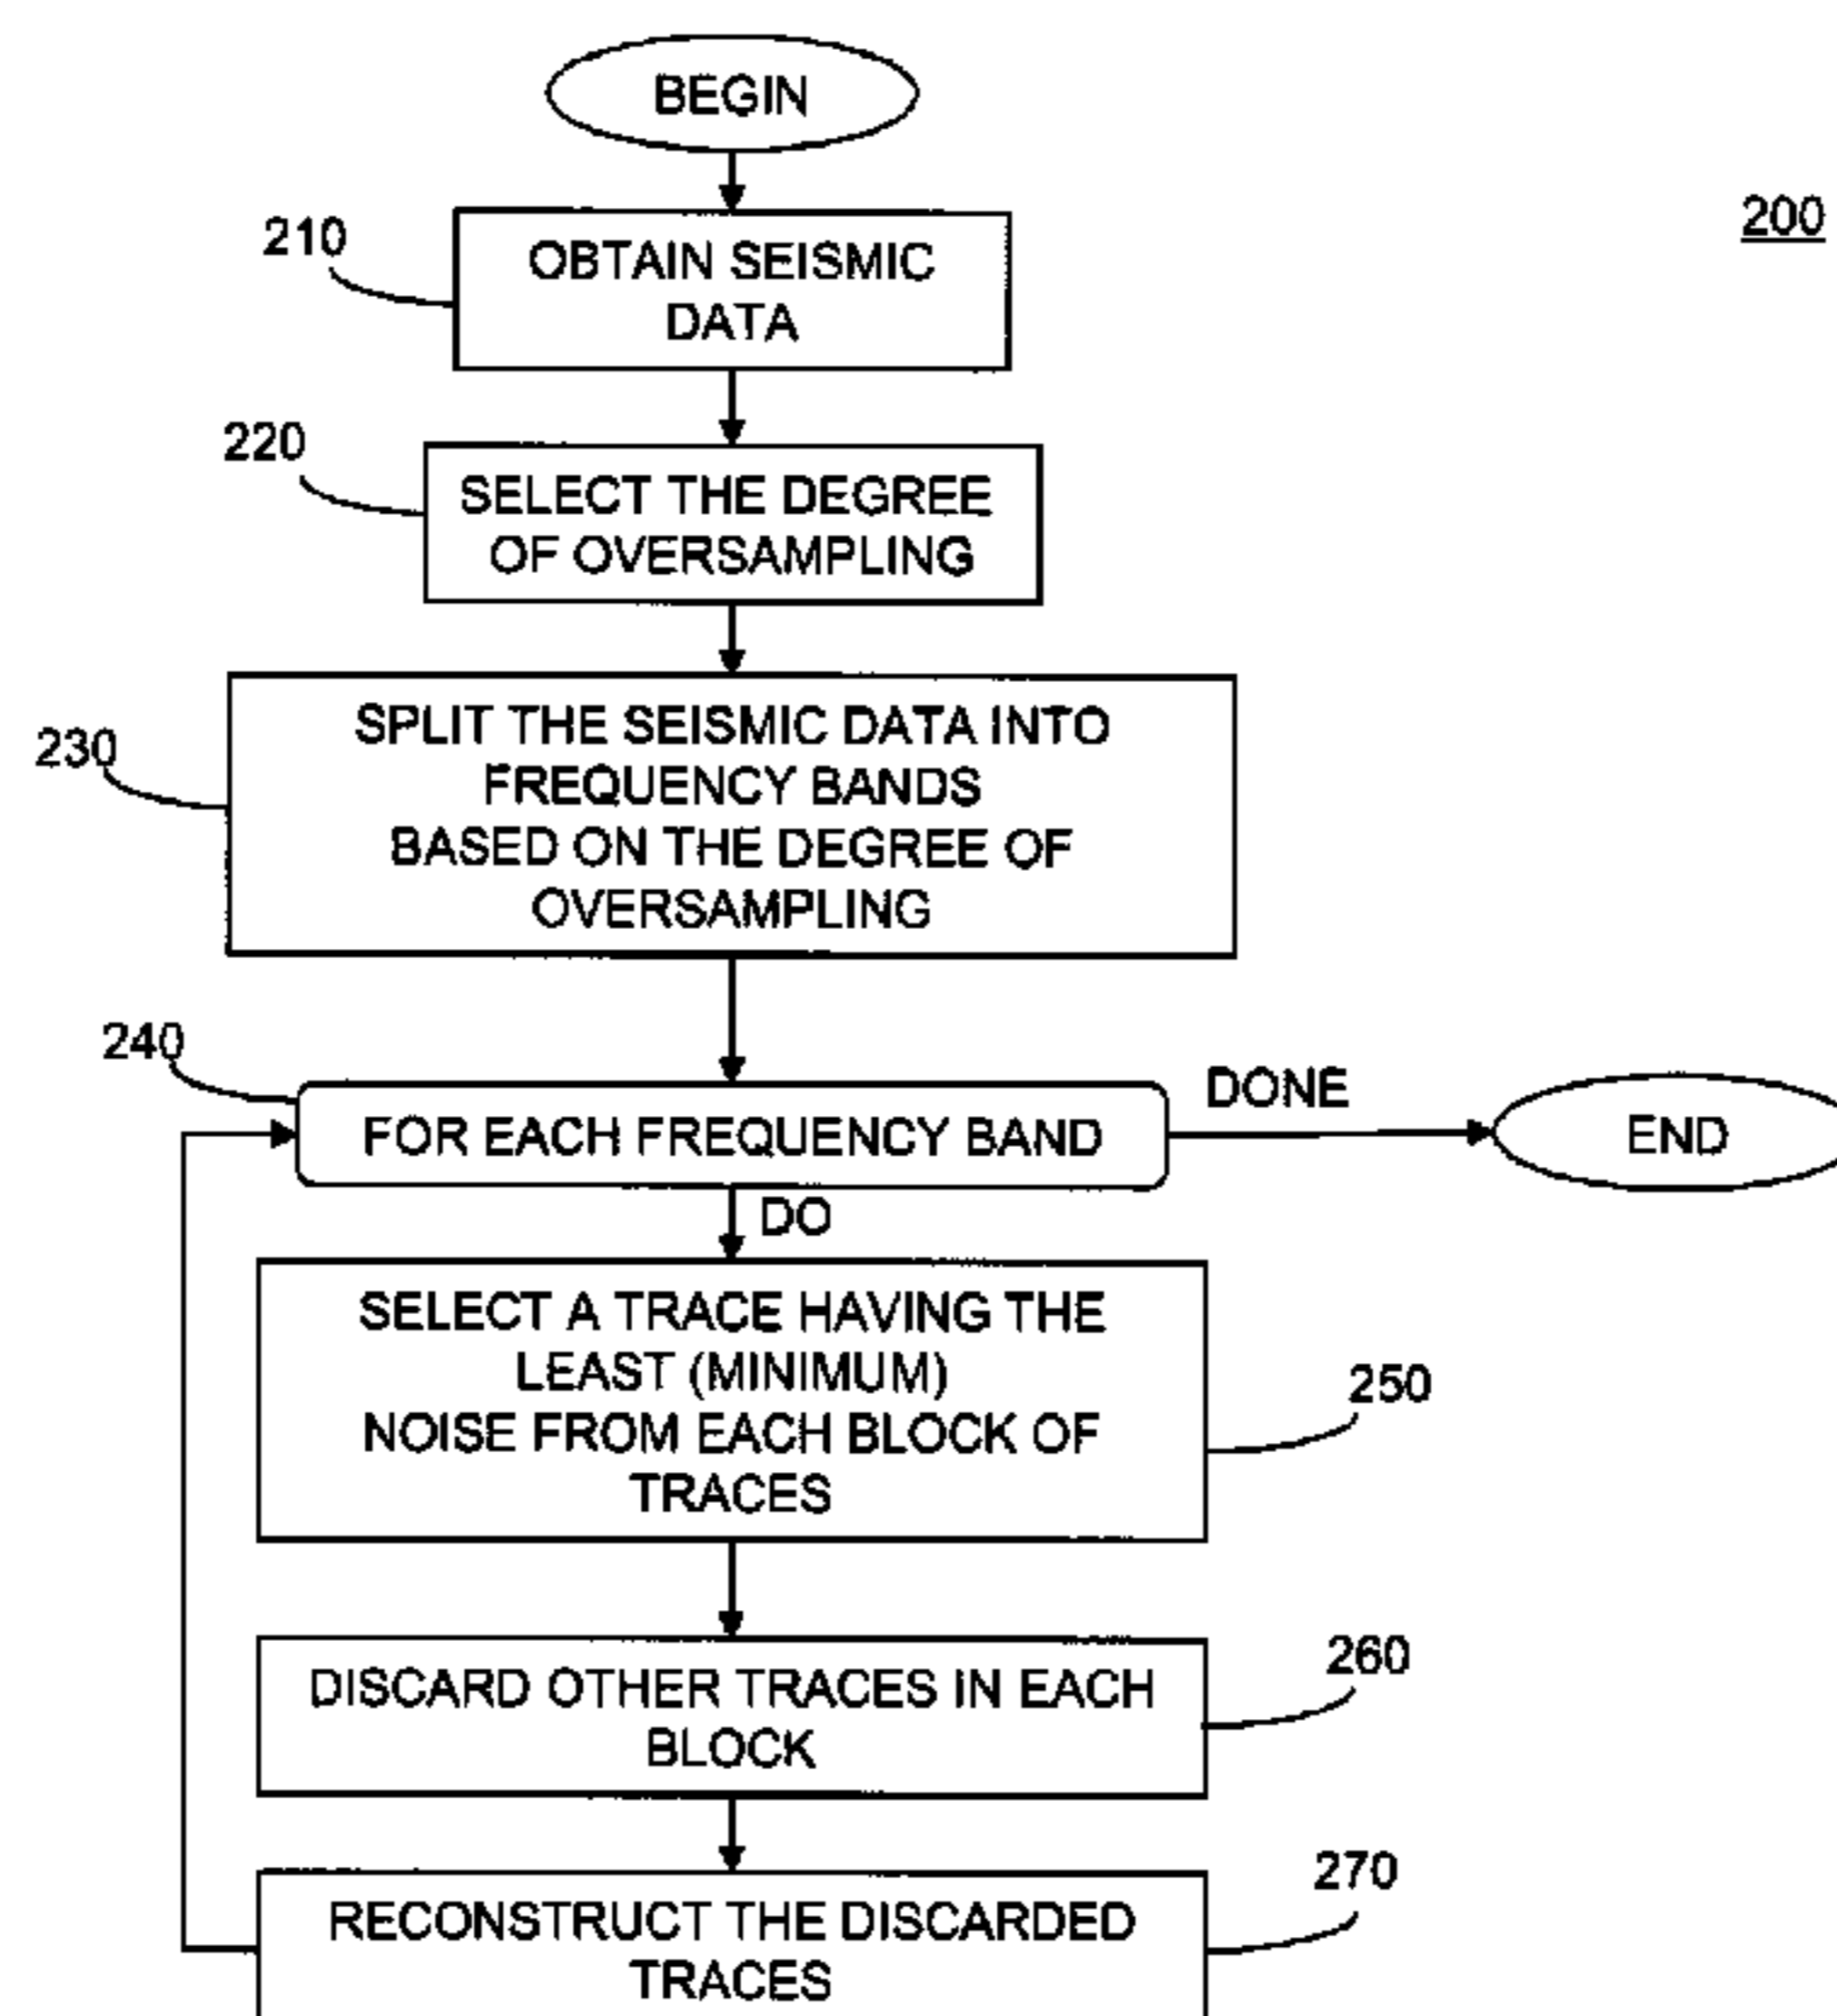 BEGIN
200
210
OBTAIN SEISMIC
DATA
220
SELECT THE DEGREE
OF OVERSAMPLING
230
SPLIT THE SEISMIC DATA INTO
FREQUENCY BANDS
BASED ON THE DEGREE OF
OVERSAMPLING
240
FOR EACH FREQUENCY BAND
DONE
END
DO
SELECT A TRACE HAVING THE
LEAST (MINIMUM)
NOISE FROM EACH BLOCK OF
TRACES
250
DISCARD OTHER TRACES IN EACH
BLOCK
260
RECONSTRUCT THE DISCARDED
TRACES
270